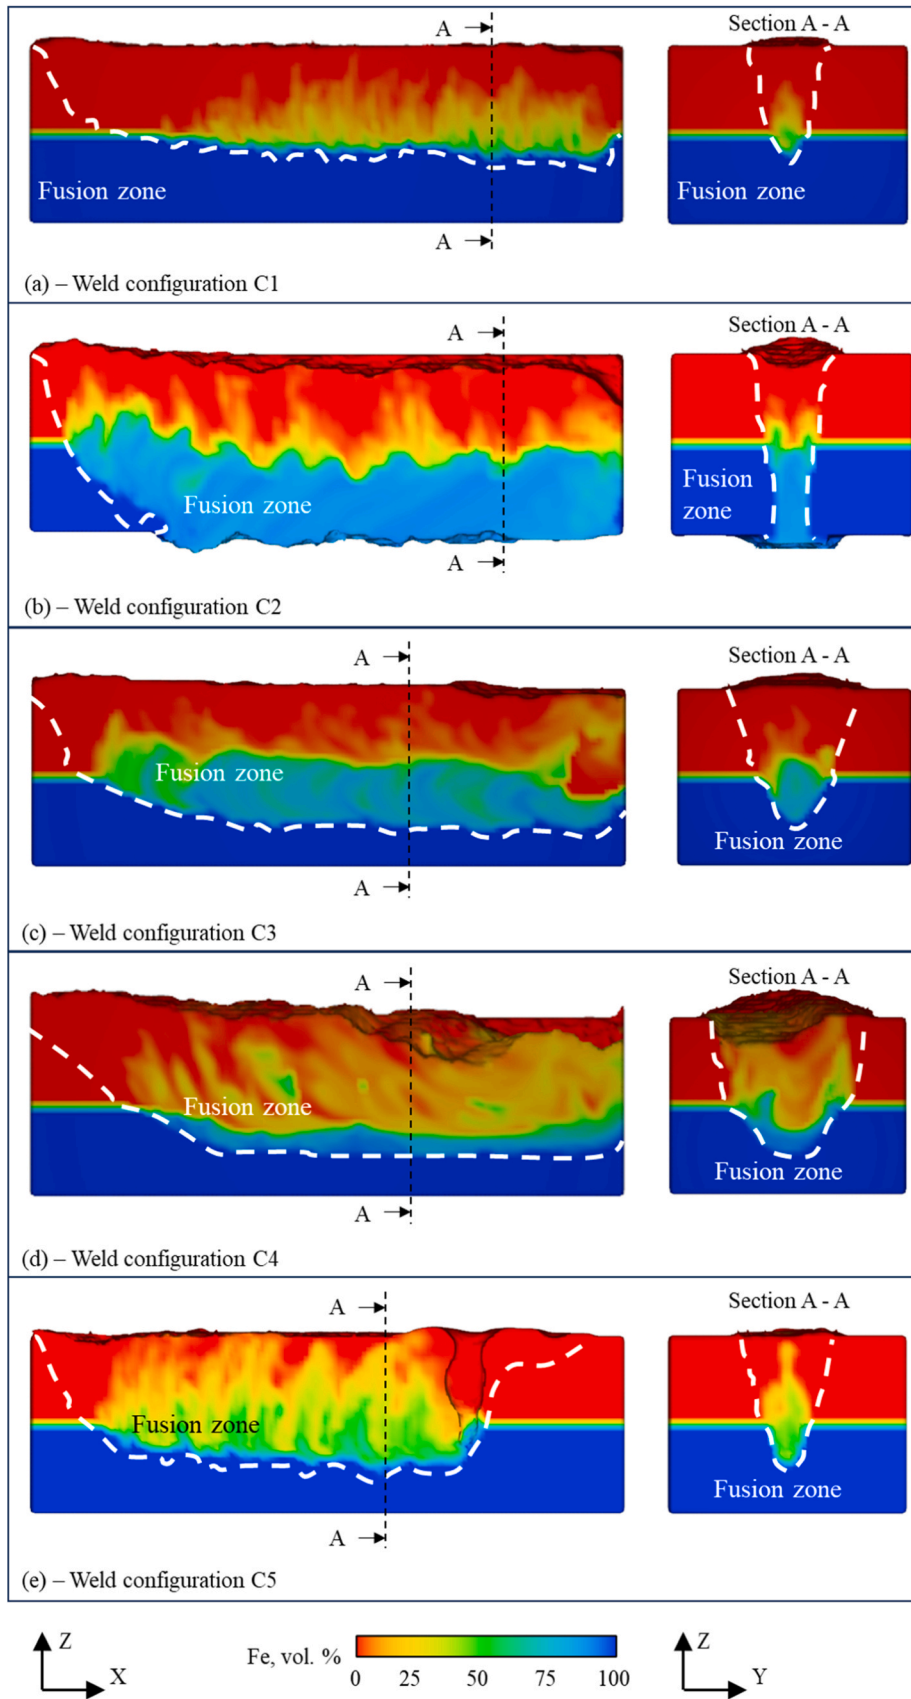 Section A - A
A
Fusion zone
Fusion zone
A
(a) – Weld configuration C1
Section A - A
A
Fusion zone
Fusion
zone
A
(b) – Weld configuration C2
Section A - A
A
Fusion zone
Fusion zone
A
(c) – Weld configuration C3
Section A - A
A
Fusion zone
Fusion zone
A
(d) – Weld configuration C4
Section A - A
A
Fusion zone
Fusion zone
A
(e) – Weld configuration C5
Z
X
Fe, vol. %
0 25 50 75 100
Z
Y